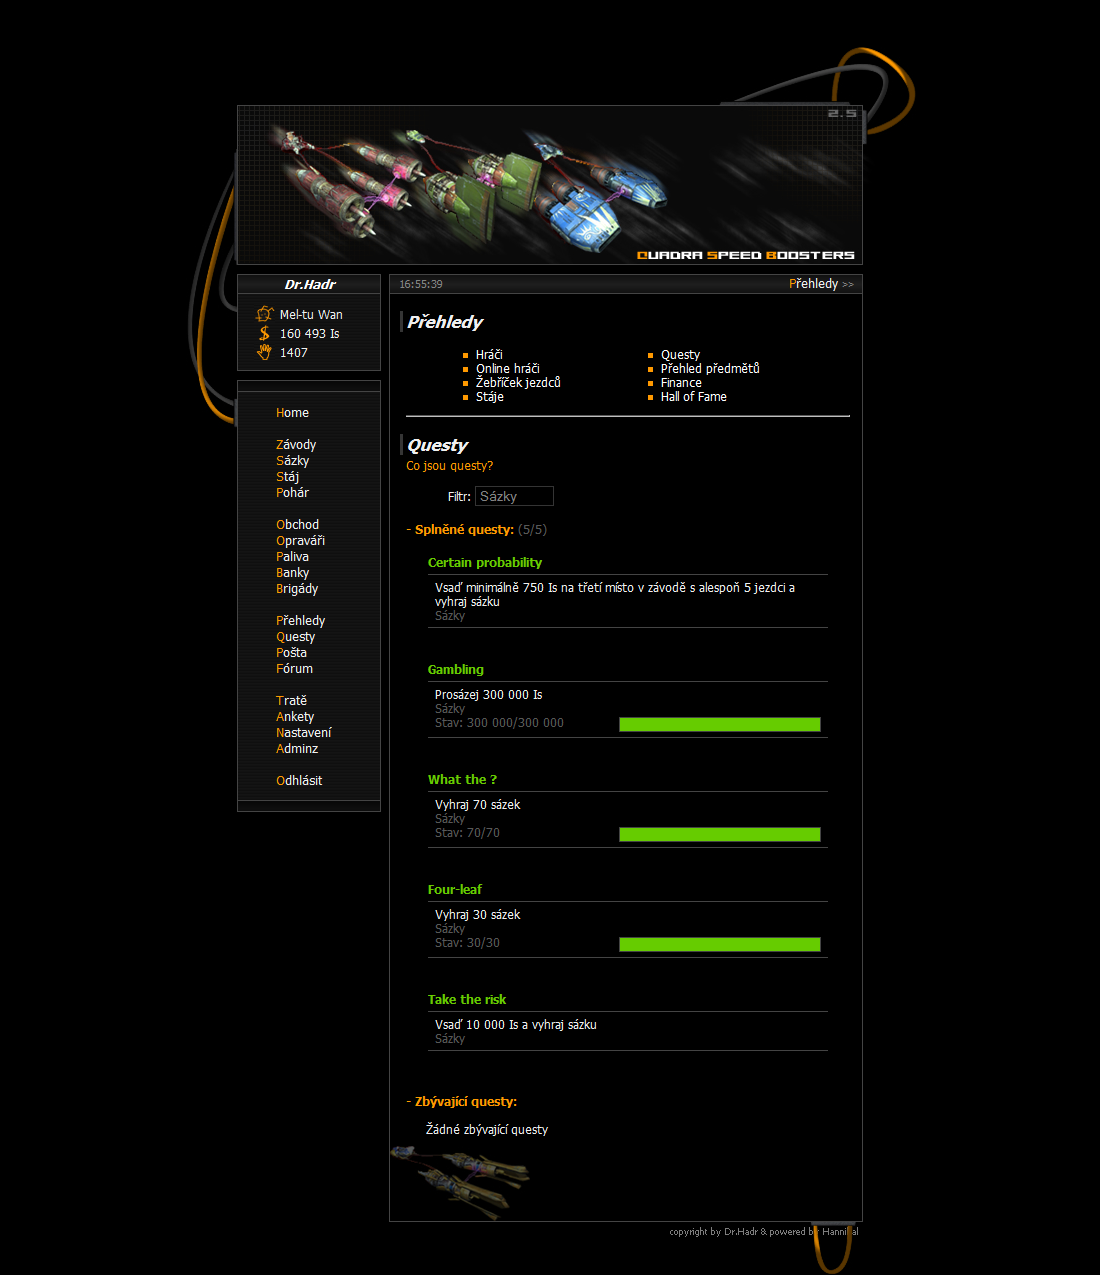 2.5
Quadra Speed Boosters
Dr.Hadr
Mel-tu Wan
160 493 Is
1407
Home
Závody
Sázky
Stáj
Pohár
Obchod
Opraváři
Paliva
Banky
Brigády
Přehledy
Questy
Pošta
Fórum
Tratě
Ankety
Nastavení
Adminz
Odhlásit
16:55:39
Přehledy >>
Přehledy
Hráči
Online hráči
Žebříček jezdců
Stáje
Questy
Přehled předmětů
Finance
Hall of Fame
Questy
Co jsou questy?
Filtr: Sázky
- Splněné questy: (5/5)
Certain probability
Vsaď minimálně 750 Is na třetí místo v závodě s alespoň 5 jezdci a
vyhraj sázku
Sázky
Gambling
Prosázej 300 000 Is
Sázky
Stav: 300 000/300 000
What the ?
Vyhraj 70 sázek
Sázky
Stav: 70/70
Four-leaf
Vyhraj 30 sázek
Sázky
Stav: 30/30
Take the risk
Vsaď 10 000 Is a vyhraj sázku
Sázky
- Zbývající questy:
Žádné zbývající questy
copyright by Dr.Hadr & powered by Hannibal